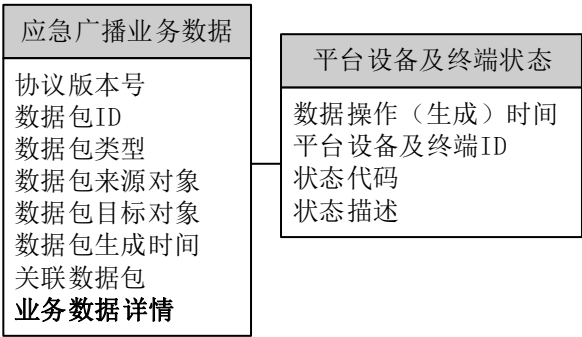 应急广播业务数据
协议版本号
数据包ID
数据包类型
数据包来源对象
数据包目标对象
数据包生成时间
关联数据包
业务数据详情
平台设备及终端状态
数据操作（生成）时间
平台设备及终端ID
状态代码
状态描述